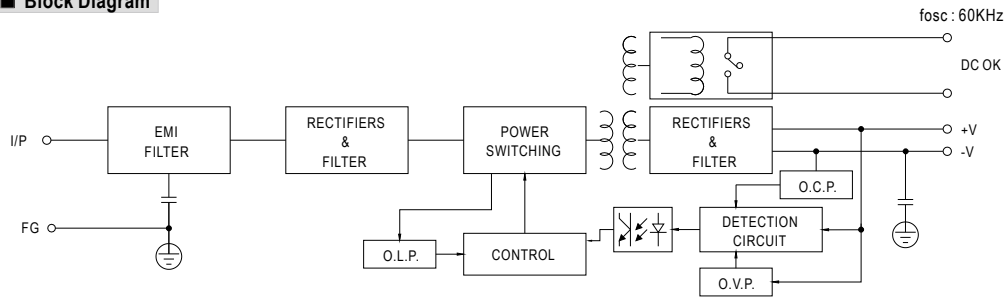 ■ Block Diagram
fosc : 60KHz
DC OK
I/P
EMI
FILTER
RECTIFIERS
&
FILTER
POWER
SWITCHING
RECTIFIERS
&
FILTER
+V
-V
O.C.P.
FG
O.L.P.
CONTROL
DETECTION
CIRCUIT
O.V.P.